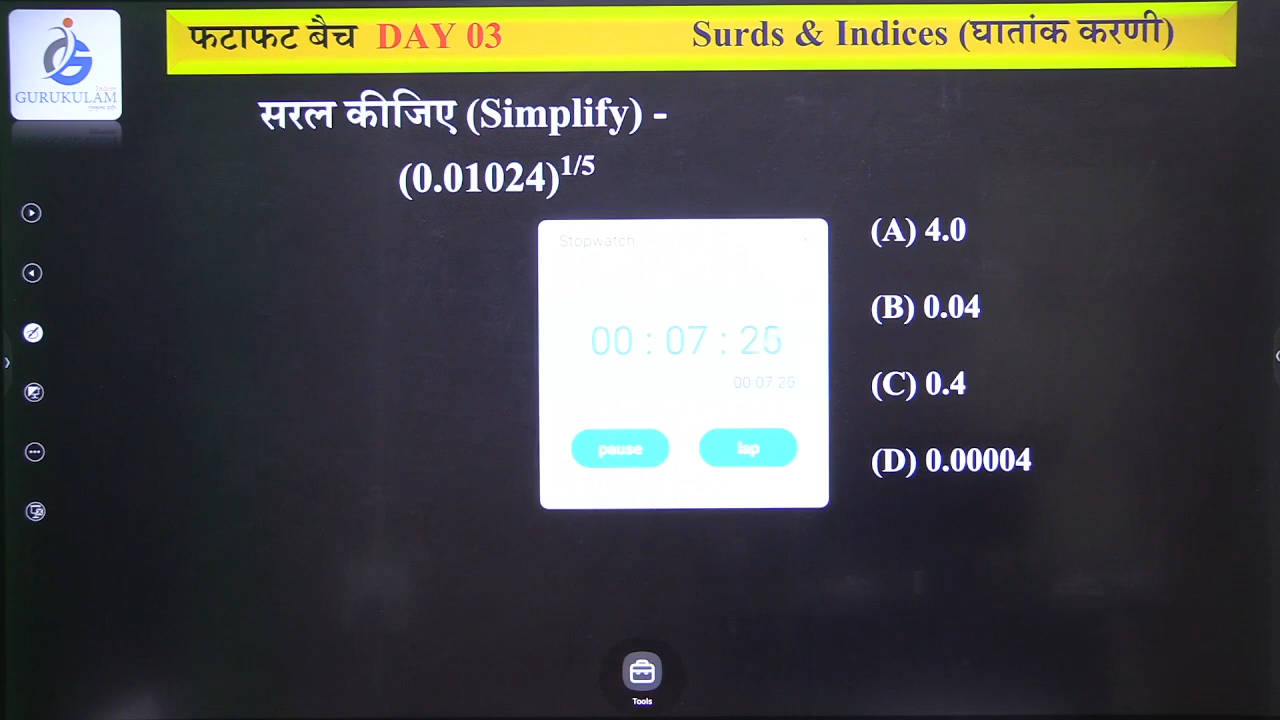 फटाफट बैच DAY 03 Surds & Indices (घातांक करणी)
GURUKULAM
सरल कीजिए (Simplify) -
(0.01024)^1/5
Stopwatch
00 : 07 : 25
00:07:25
pause lap
(A) 4.0
(B) 0.04
(C) 0.4
(D) 0.00004
Tools